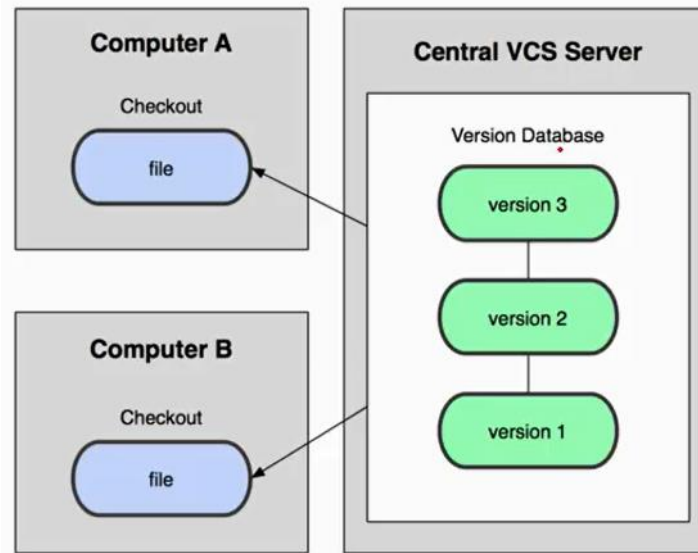 Computer A
Checkout
file
Computer B
Checkout
file
Central VCS Server
Version Database
version 3
version 2
version 1